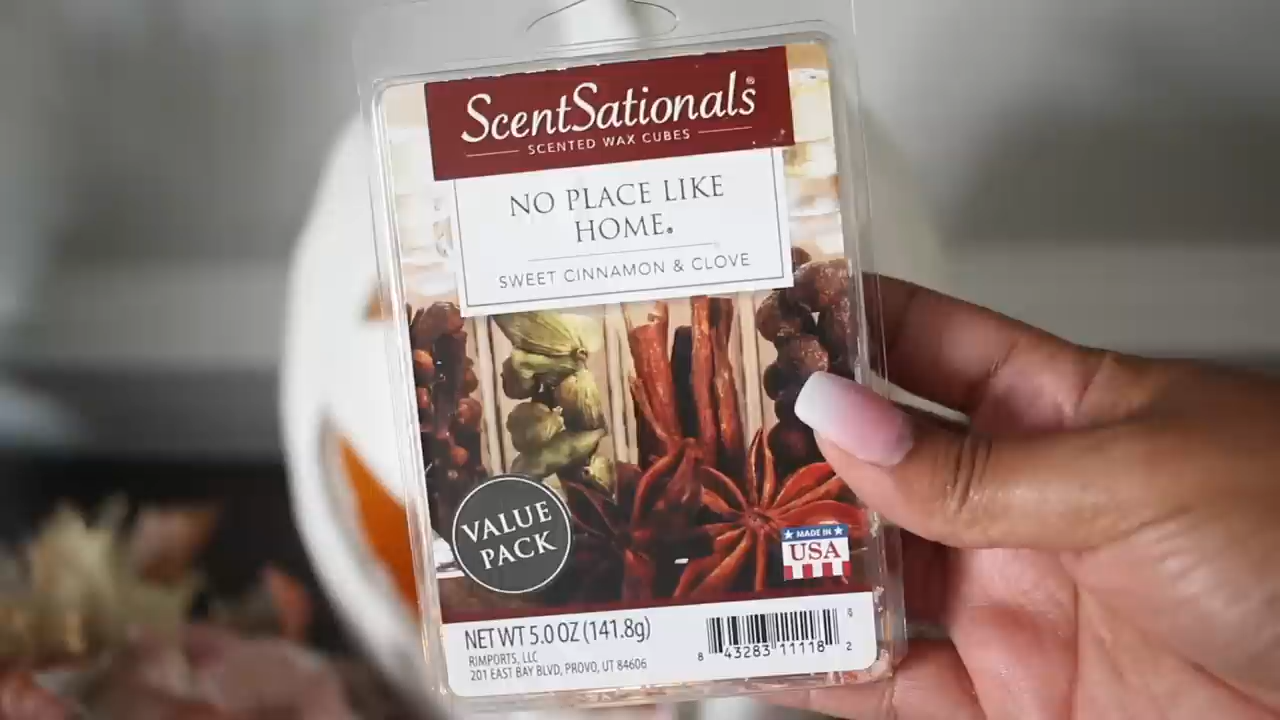 ScentSationals®
SCENTED WAX CUBES
NO PLACE LIKE
HOME®
SWEET CINNAMON & CLOVE
VALUE
PACK
MADE IN
USA
NET WT 5.0 OZ (141.8g)
RIMPORTS, LLC
201 EAST BAY BLVD, PROVO, UT 84606
8 43283 11118 2